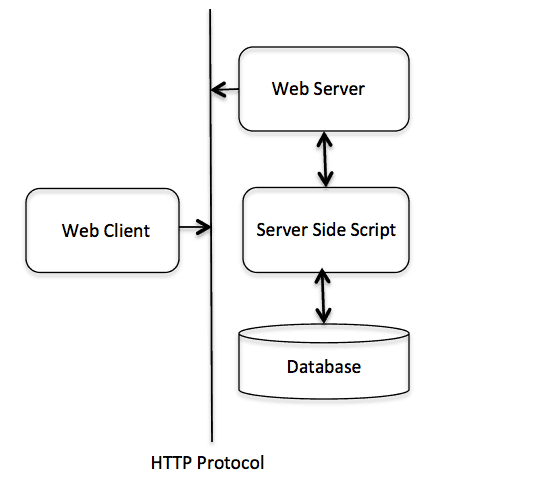 Web Server
Web Client
Server Side Script
Database
HTTP Protocol